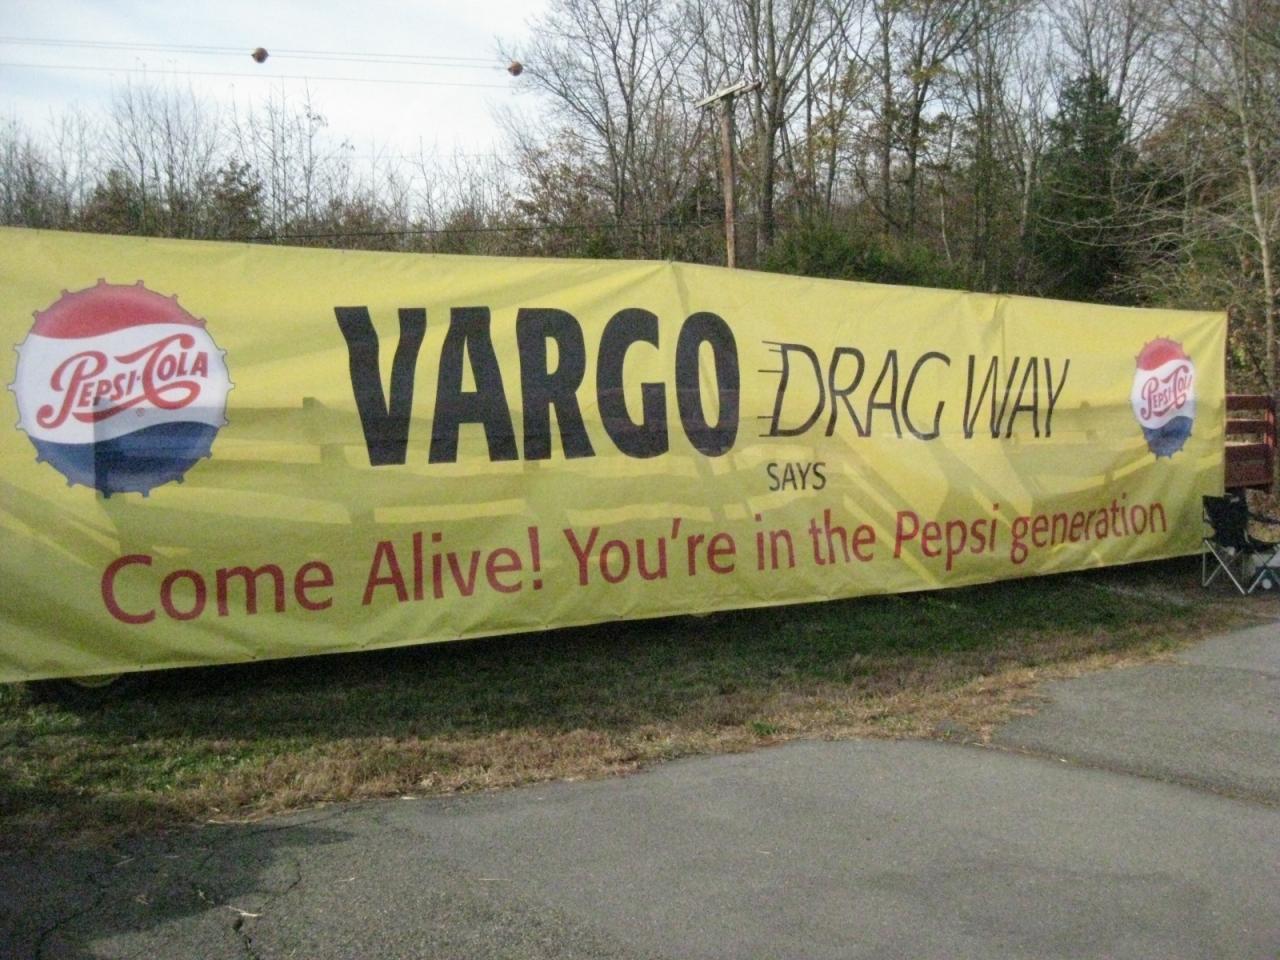 PEPSI-COLA
VARGO DRAG WAY
PEPSI-COLA
SAYS
Come Alive! You're in the Pepsi generation